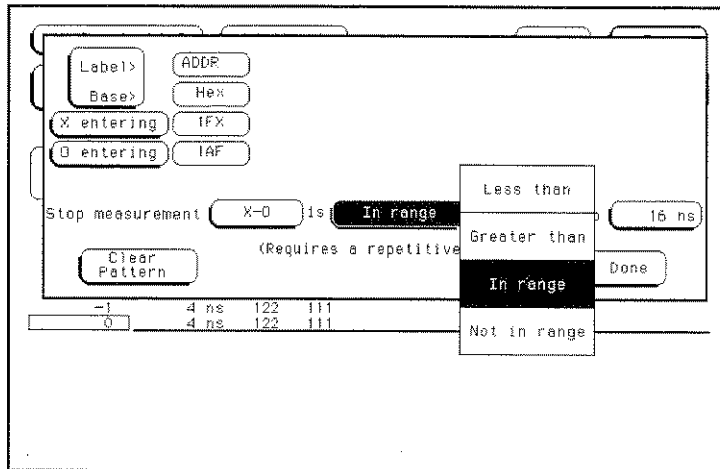 Label> ADDR
Base> Hex
X entering 1FX
O entering 1AF
Stop measurement X-O is In range 16 ns
(Requires a repetitive
Clear
Pattern
Done
Less than
Greater than
In range
Not in range
-1 4 ns 122 111
0 4 ns 122 111